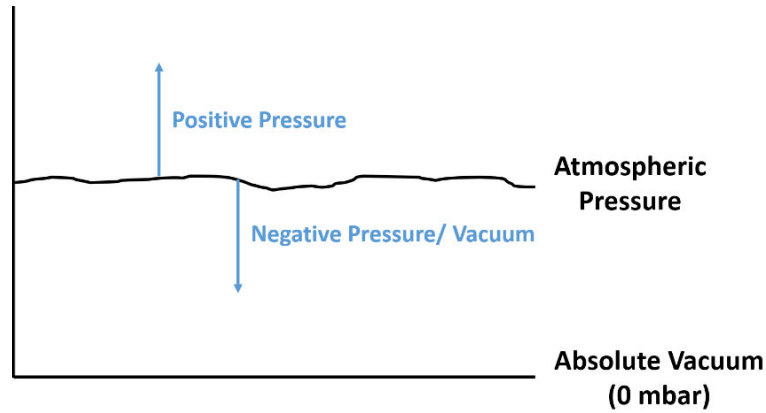 Positive Pressure
Atmospheric
Pressure
Negative Pressure/ Vacuum
Absolute Vacuum
(0 mbar)